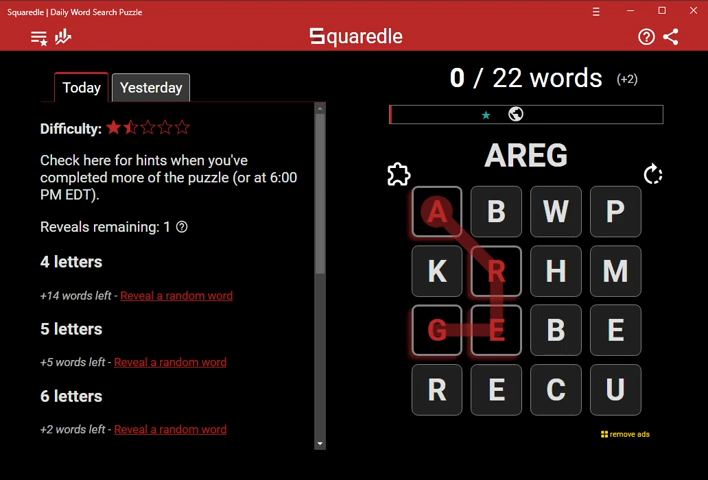 Squaredle | Daily Word Search Puzzle
Squaredle
Today
Yesterday
Difficulty:
Check here for hints when you've
completed more of the puzzle (or at 6:00
PM EDT).
Reveals remaining: 1
4 letters
+14 words left - Reveal a random word
5 letters
+5 words left - Reveal a random word
6 letters
+2 words left - Reveal a random word
0 / 22 words (+2)
AREG
A B W P
K R H M
G E B E
R E C U
remove ads